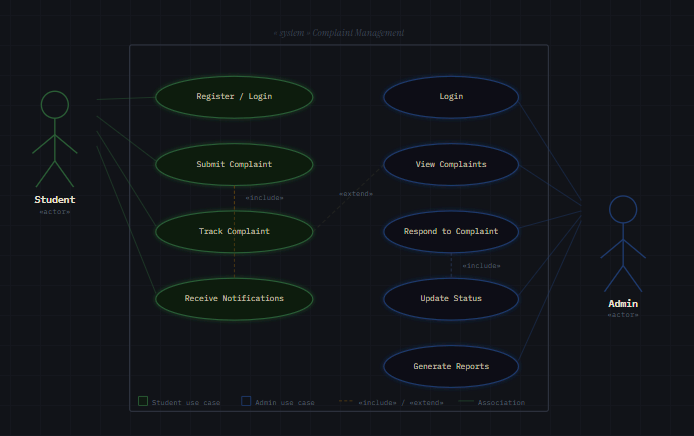 « system » Complaint Management
Register / Login
Login
Submit Complaint
View Complaints
«include»
«extend»
Student
«actor»
Track Complaint
Respond to Complaint
«include»
Receive Notifications
Update Status
Admin
«actor»
Generate Reports
Student use case
Admin use case
«include» / «extend»
Association